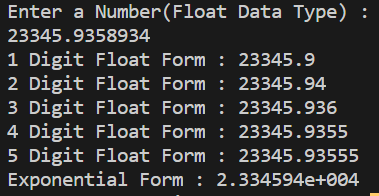 Enter a Number(Float Data Type) :
23345.9358934
1 Digit Float Form : 23345.9
2 Digit Float Form : 23345.94
3 Digit Float Form : 23345.936
4 Digit Float Form : 23345.9355
5 Digit Float Form : 23345.93555
Exponential Form : 2.334594e+004